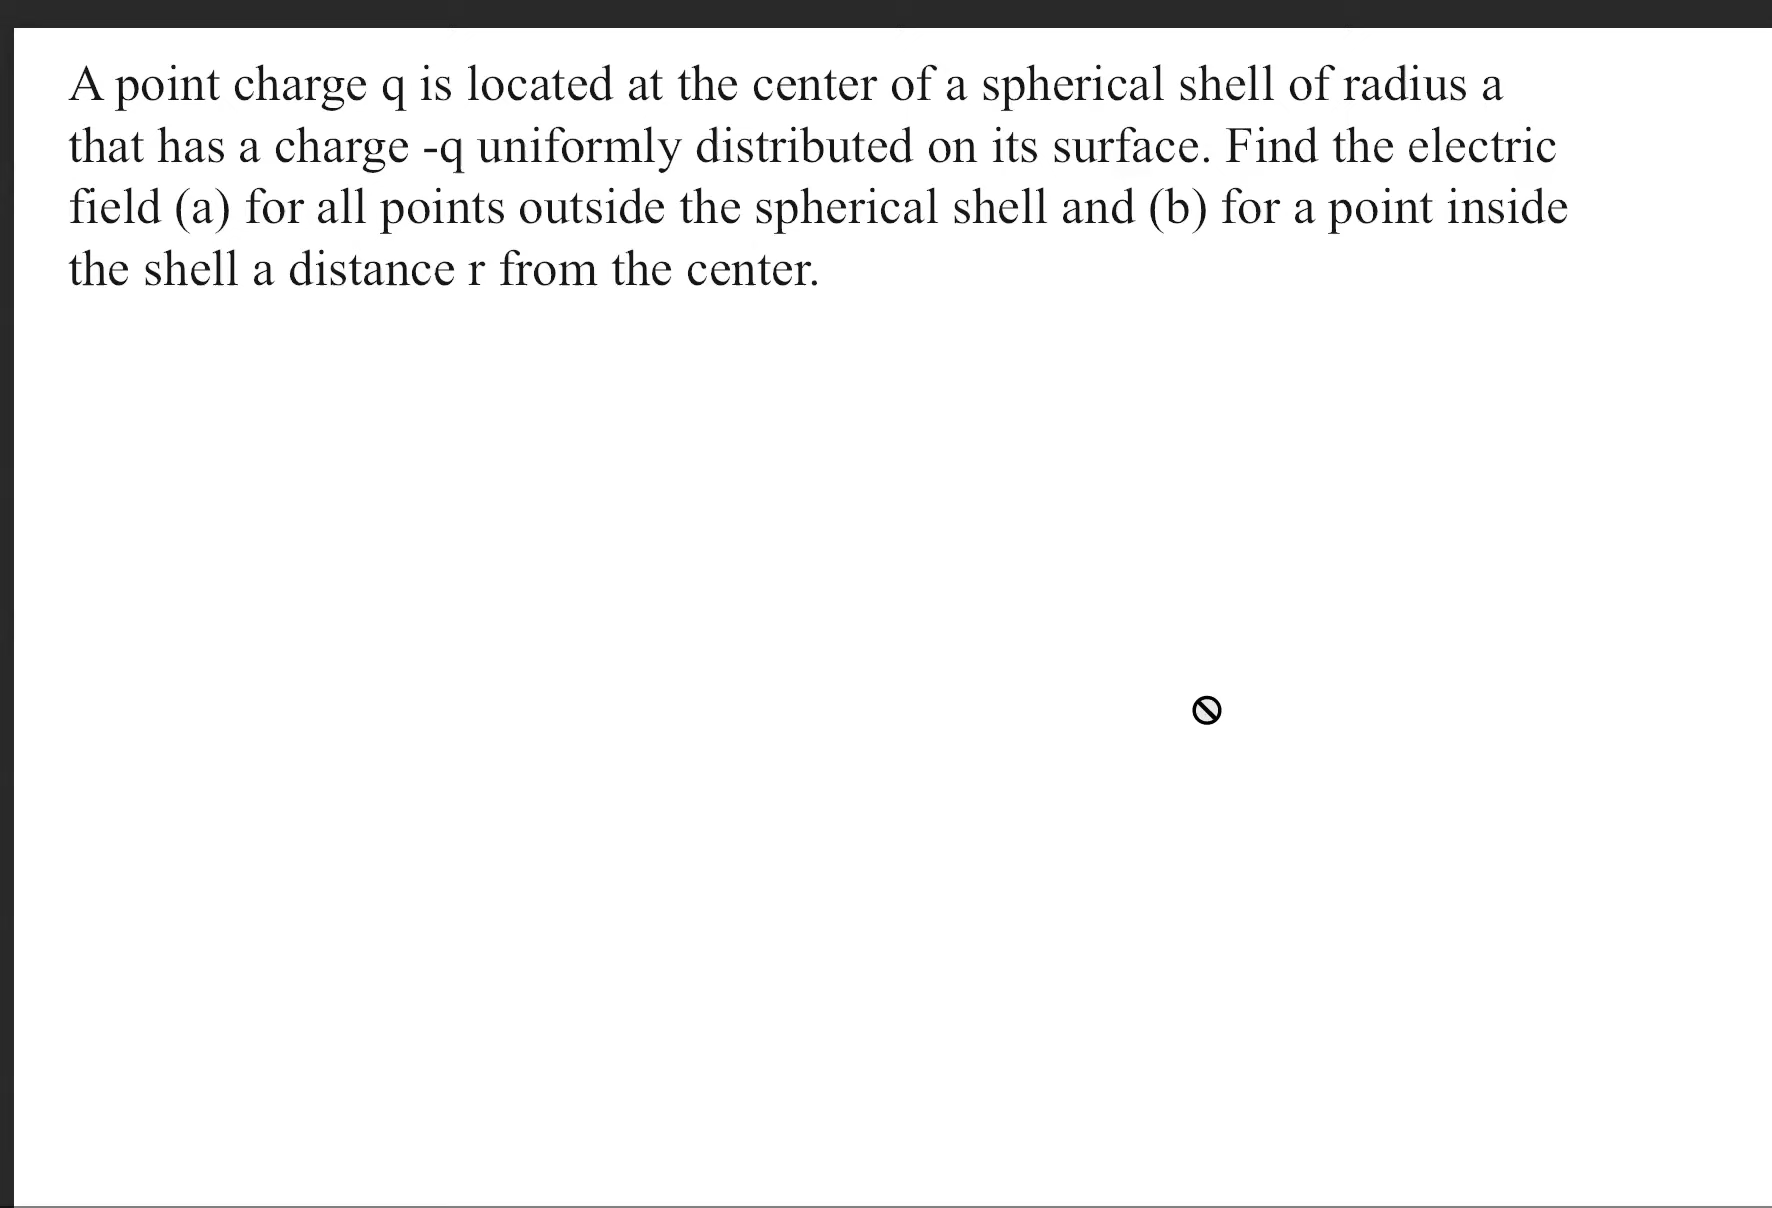 A point charge q is located at the center of a spherical shell of radius a
that has a charge -q uniformly distributed on its surface. Find the electric
field (a) for all points outside the spherical shell and (b) for a point inside
the shell a distance r from the center.